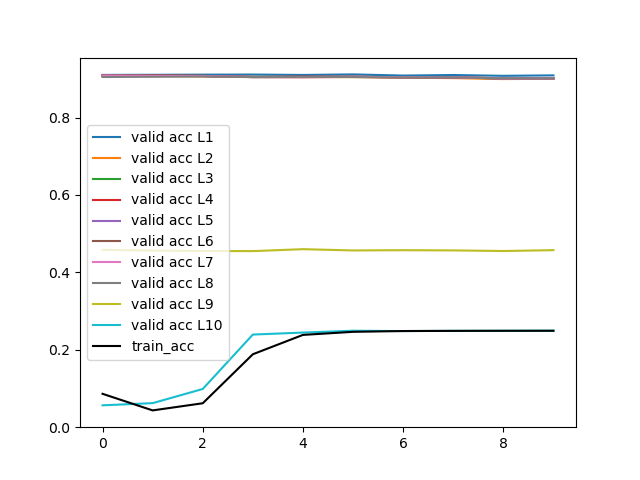 0.8
0.6
0.4
0.2
0.0
valid acc L1
valid acc L2
valid acc L3
valid acc L4
valid acc L5
valid acc L6
valid acc L7
valid acc L8
valid acc L9
valid acc L10
train_acc
0 2 4 6 8